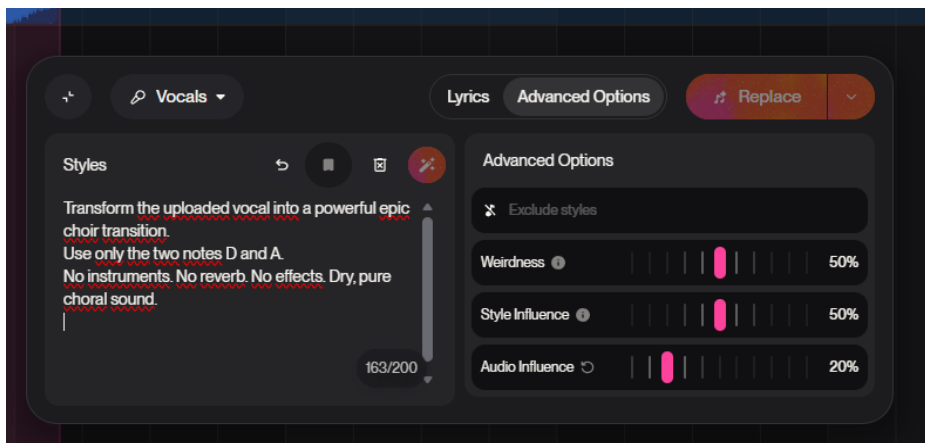 Vocals
Lyrics
Advanced Options
Replace
Styles
Transform the uploaded vocal into a powerful epic
choir transition.
Use only the two notes D and A.
No instruments. No reverb. No effects. Dry, pure
choral sound.
163/200
Advanced Options
Exclude styles
Weirdness
50%
Style Influence
50%
Audio Influence
20%